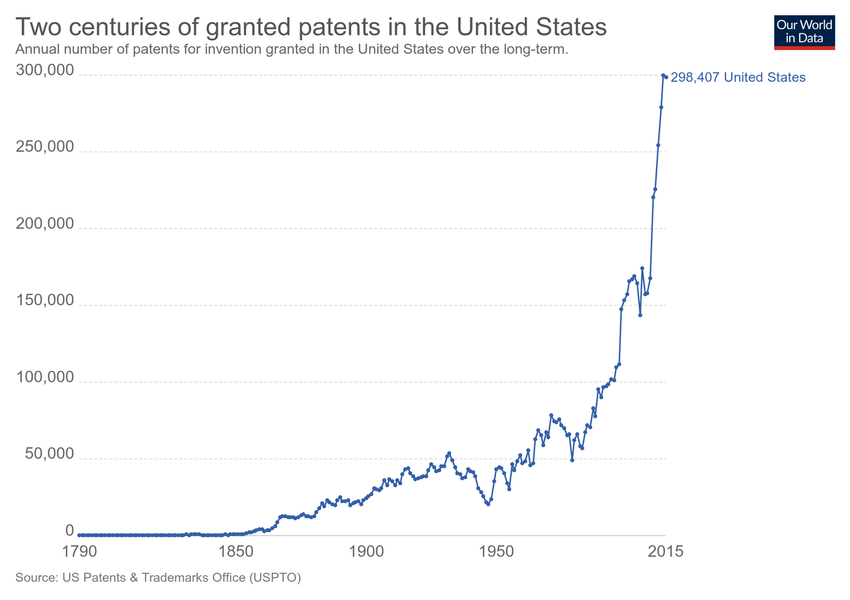 Two centuries of granted patents in the United States
Annual number of patents for invention granted in the United States over the long-term.
Our World
in Data
300,000
298,407 United States
250,000
200,000
150,000
100,000
50,000
0
1790
1850
1900
1950
2015
Source: US Patents & Trademarks Office (USPTO)